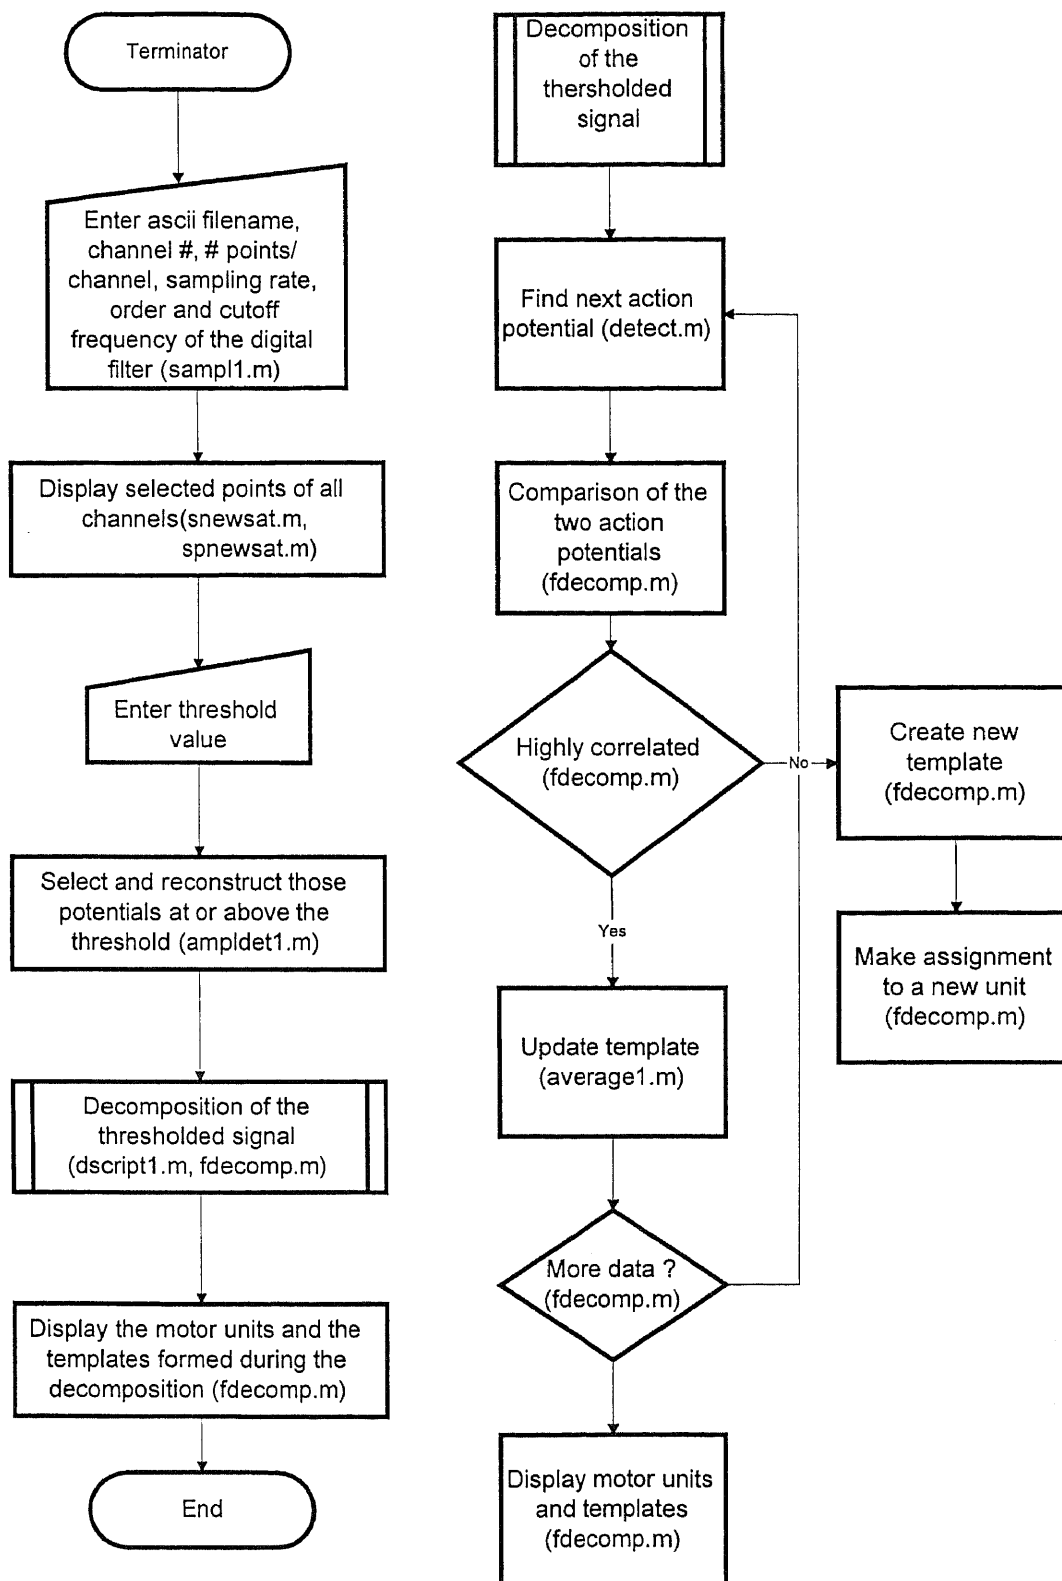 Terminator
Enter ascii filename,
channel #, # points/
channel, sampling rate,
order and cutoff
frequency of the digital
filter (sampl1.m)
Display selected points of all
channels(snewsat.m,
spnewsat.m)
Enter threshold
value
Select and reconstruct those
potentials at or above the
threshold (ampldet1.m)
Decomposition of the
thresholded signal
(dscript1.m, fdecomp.m)
Display the motor units and the
templates formed during the
decomposition (fdecomp.m)
End
Decomposition
of the
thersholded
signal
Find next action
potential (detect.m)
Comparison of the
two action
potentials
(fdecomp.m)
Highly correlated
(fdecomp.m)
No
Create new
template
(fdecomp.m)
Make assignment
to a new unit
(fdecomp.m)
Yes
Update template
(average1.m)
More data ?
(fdecomp.m)
Display motor units
and templates
(fdecomp.m)